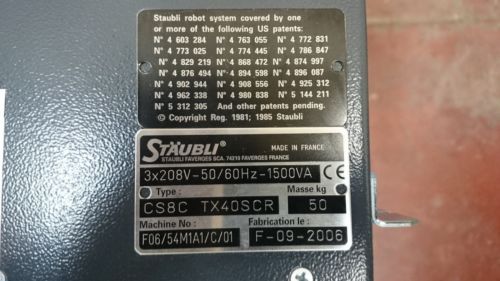 Staubli robot system covered by one
or more of the following US patents:
N° 4 603 284 N° 4 763 055 N° 4 772 831
N° 4 773 025 N° 4 774 445 N° 4 786 847
N° 4 829 219 N° 4 868 472 N° 4 874 997
N° 4 876 494 N° 4 894 598 N° 4 896 087
N° 4 902 944 N° 4 908 556 N° 4 925 312
N° 4 962 338 N° 4 980 838 N° 5 144 211
N° 5 312 305 And other patents pending.
© Copyright Reg. 1981; 1985 Staubli
STÄUBLI® MADE IN FRANCE
STAUBLI FAVERGES SCA. 74210 FAVERGES FRANCE
3x208V-50/60Hz-1500VA CE
Type : Masse kg
CS8C TX40SCR 50
Machine No : Fabrication le :
F06/54M1A1/C/01 F-09-2006